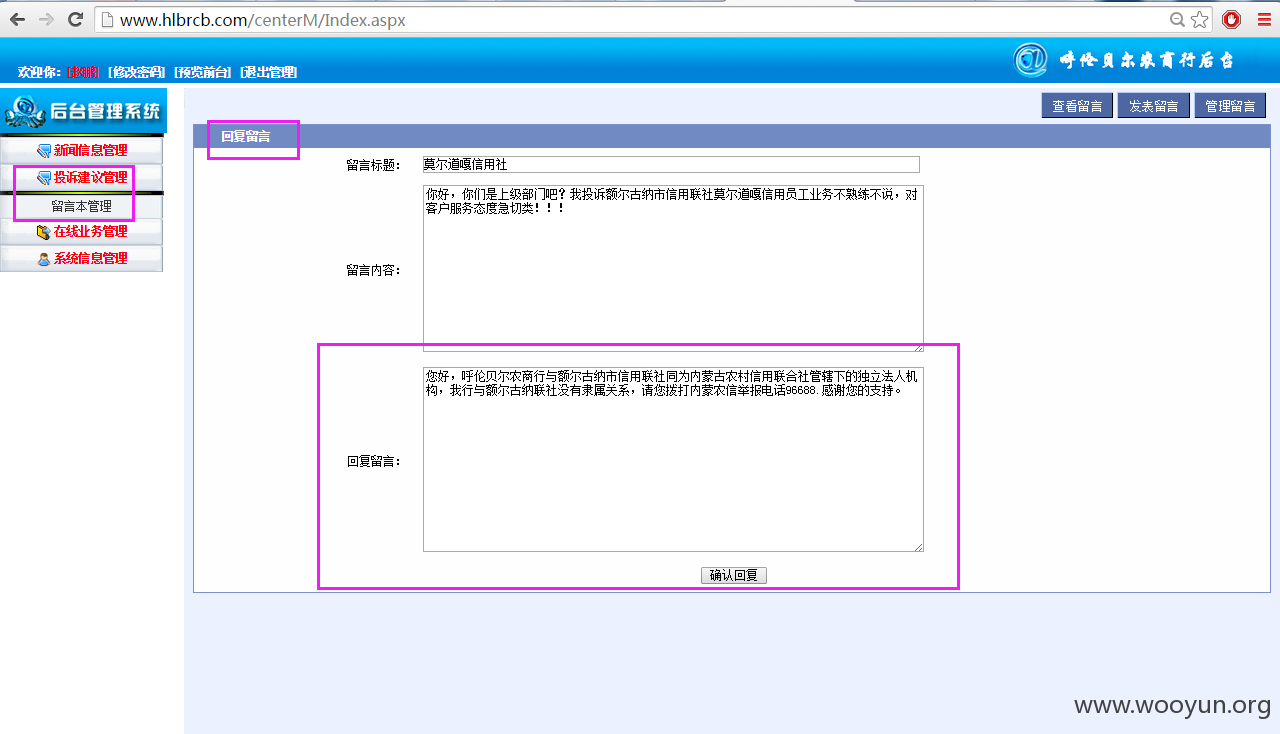 www.hlbrcb.com/centerM/Index.aspx
欢迎你: [赵鹏] [修改密码] [预览前台] [退出管理]
呼伦贝尔农商行后台
后台管理系统
查看留言 发表留言 管理留言
回复留言
新闻信息管理
投诉建议管理
留言本管理
在线业务管理
系统信息管理
留言标题: 莫尔道嘎信用社
留言内容:
你好，你们是上级部门吧？我投诉额尔古纳市信用联社莫尔道嘎信用员工业务不熟练不说，对
客户服务态度急切类！！！
回复留言:
您好，呼伦贝尔农商行与额尔古纳市信用联社同为内蒙古农村信用联合社管辖下的独立法人机
构，我行与额尔古纳联社没有隶属关系，请您拨打内蒙农信举报电话96688.感谢您的支持。
确认回复
www.wooyun.org